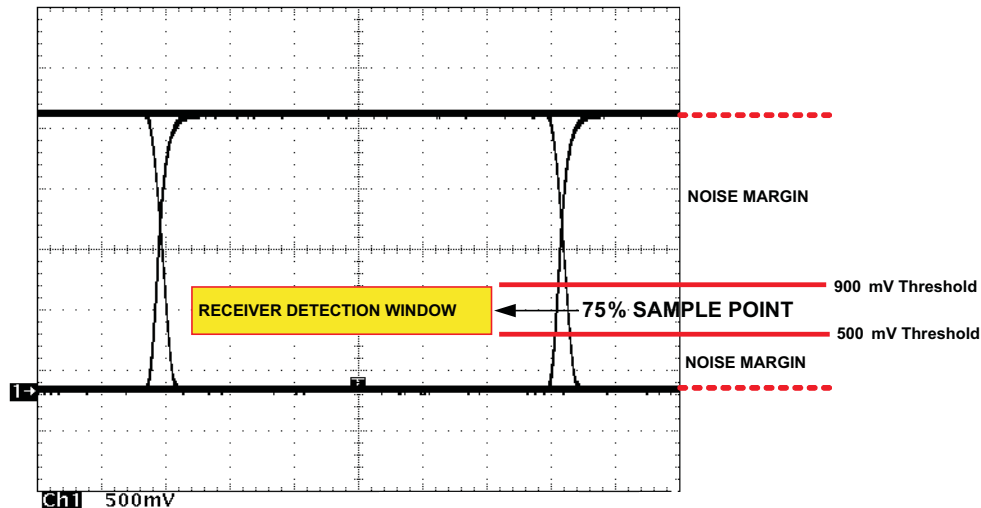 NOISE MARGIN
900 mV Threshold
RECEIVER DETECTION WINDOW
75% SAMPLE POINT
500 mV Threshold
NOISE MARGIN
T
1→
Ch1 500mV